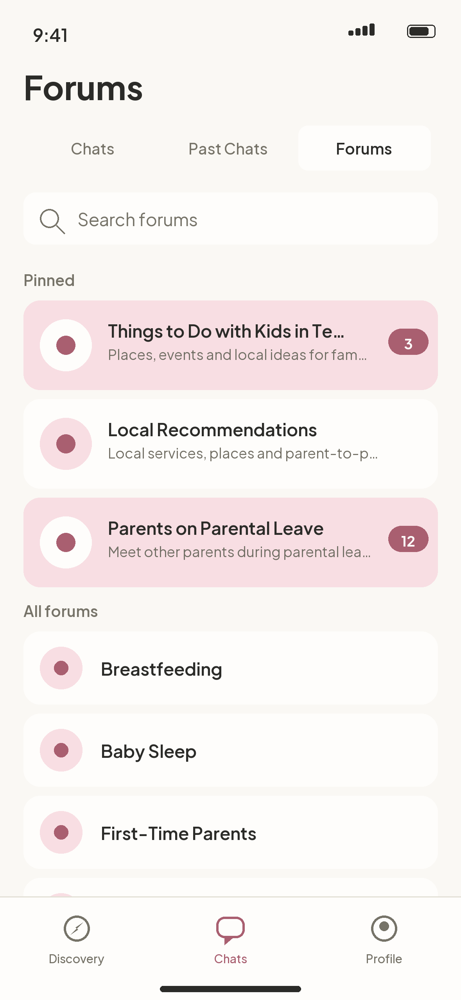 9:41
Forums
Chats
Past Chats
Forums
Search forums
Pinned
Things to Do with Kids in Te...
Places, events and local ideas for fam...
3
Local Recommendations
Local services, places and parent-to-p...
Parents on Parental Leave
Meet other parents during parental lea...
12
All forums
Breastfeeding
Baby Sleep
First-Time Parents
Discovery
Chats
Profile